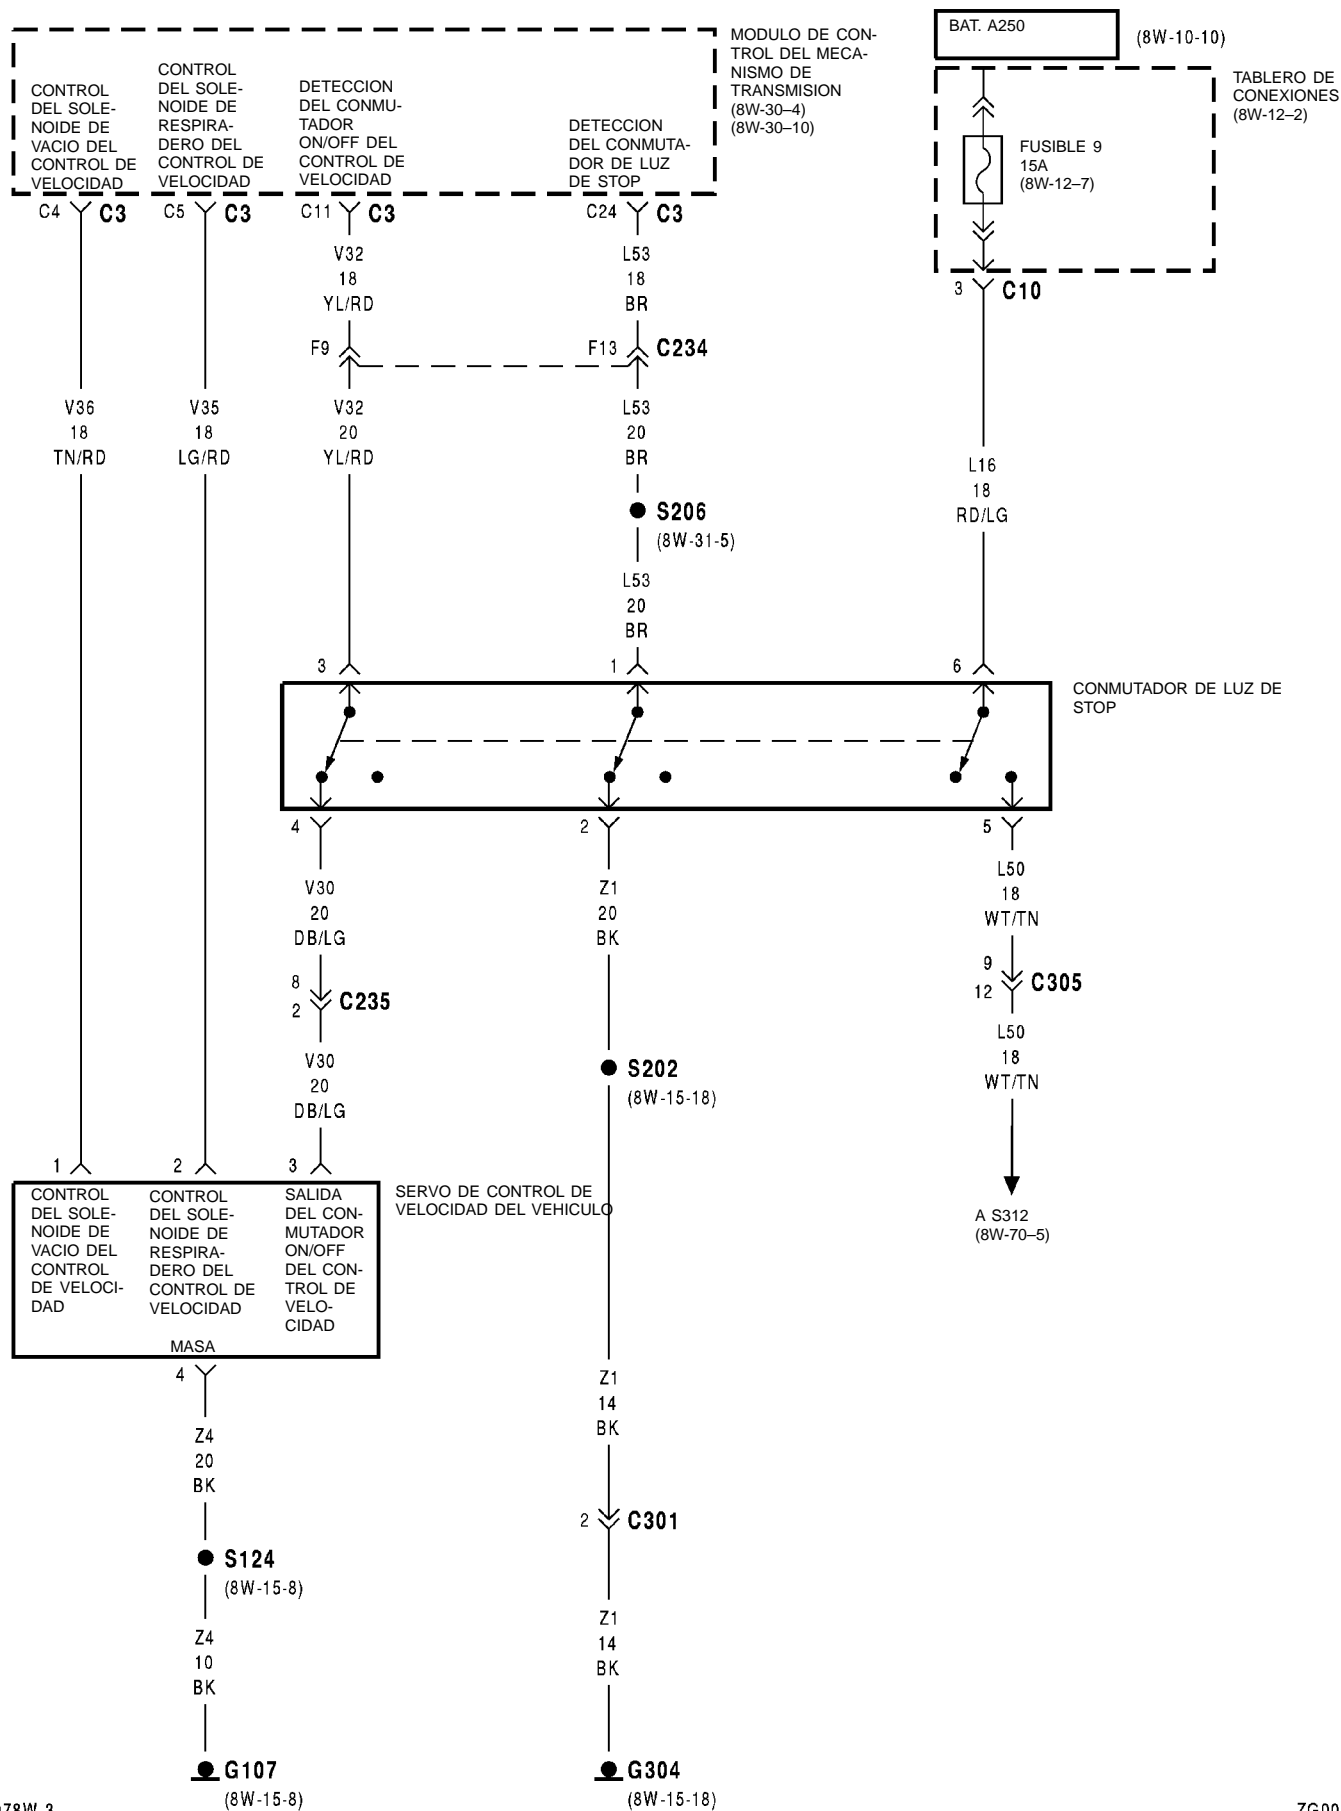 BAT. A250
(8W-10-10)
MODULO DE CON-
TROL DEL MECA-
NISMO DE
TRANSMISION
(8W-30–4)
(8W-30–10)
TABLERO DE
CONEXIONES
(8W-12–2)
CONTROL
DEL SOLE-
NOIDE DE
VACIO DEL
CONTROL DE
VELOCIDAD
CONTROL
DEL SOLE-
NOIDE DE
RESPIRA-
DERO DEL
CONTROL DE
VELOCIDAD
DETECCION
DEL CONMU-
TADOR
ON/OFF DEL
CONTROL DE
VELOCIDAD
DETECCION
DEL CONMUTA-
DOR DE LUZ
DE STOP
FUSIBLE 9
15A
(8W-12–7)
C4 C3
C5 C3
C11 C3
C24 C3
3 C10
V32
18
YL/RD
L53
18
BR
F9
F13 C234
V36
18
TN/RD
V35
18
LG/RD
V32
20
YL/RD
L53
20
BR
L16
18
RD/LG
S206
(8W-31-5)
L53
20
BR
3
1
6
CONMUTADOR DE LUZ DE
STOP
4
2
5
V30
20
DB/LG
Z1
20
BK
L50
18
WT/TN
8
2
C235
9
12
C305
V30
20
DB/LG
S202
(8W-15-18)
L50
18
WT/TN
1
2
3
CONTROL
DEL SOLE-
NOIDE DE
VACIO DEL
CONTROL
DE VELOCI-
DAD
CONTROL
DEL SOLE-
NOIDE DE
RESPIRA-
DERO DEL
CONTROL DE
VELOCIDAD
SALIDA
DEL CON-
MUTADOR
ON/OFF
DEL CON-
TROL DE
VELO-
CIDAD
MASA
SERVO DE CONTROL DE
VELOCIDAD DEL VEHICULO
A S312
(8W-70–5)
4
Z4
20
BK
Z1
14
BK
2 C301
S124
(8W-15-8)
Z4
10
BK
Z1
14
BK
G107
(8W-15-8)
G304
(8W-15-18)